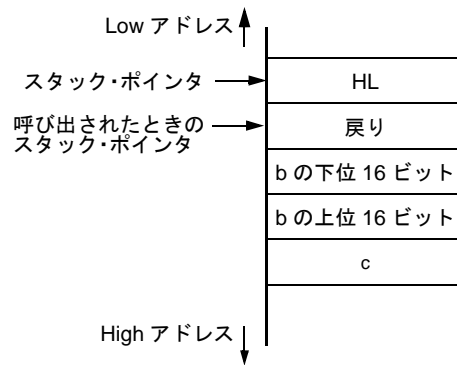 Low アドレス
スタック・ポインタ
HL
呼び出されたときの
スタック・ポインタ
戻り
b の下位 16 ビット
b の上位 16 ビット
c
High アドレス